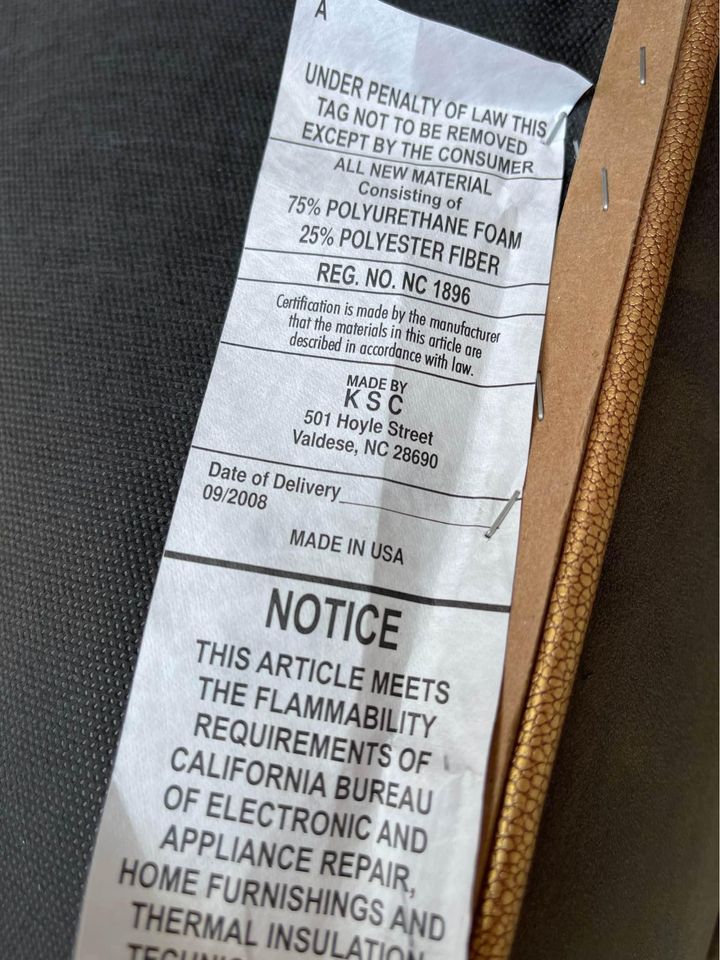 A
UNDER PENALTY OF LAW THIS
TAG NOT TO BE REMOVED
EXCEPT BY THE CONSUMER
ALL NEW MATERIAL
Consisting of
75% POLYURETHANE FOAM
25% POLYESTER FIBER
REG. NO. NC 1896
Certification is made by the manufacturer
that the materials in this article are
described in accordance with law.
MADE BY
K S C
501 Hoyle Street
Valdese, NC 28690
Date of Delivery
09/2008
MADE IN USA
NOTICE
THIS ARTICLE MEETS
THE FLAMMABILITY
REQUIREMENTS OF
CALIFORNIA BUREAU
OF ELECTRONIC AND
APPLIANCE REPAIR,
HOME FURNISHINGS AND
THERMAL INSULATION